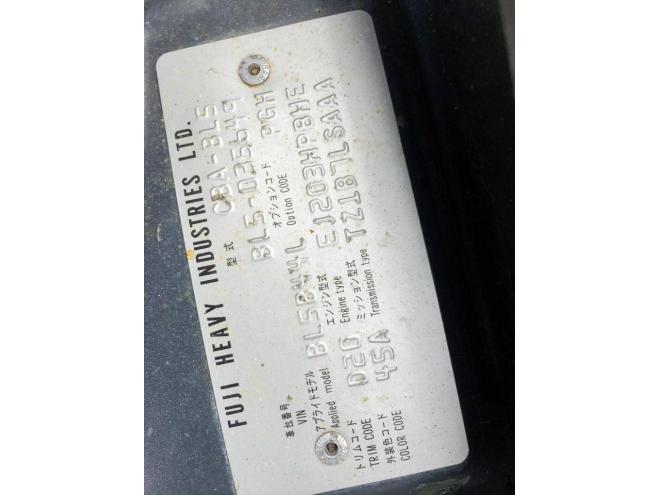 FUJI HEAVY INDUSTRIES LTD.
型式 CBA-BL5
車台番号 BL5-025649
VIN
アプライドモデル BL5B44L オプションコード PGH
Applied model Option CODE
エンジン型式 EJ203HPBHE
Engine type
トリムコード D20 ミッション型式 TZ1B7LSAAA
TRIM CODE Transmission type
外装色コード 45A
COLOR CODE